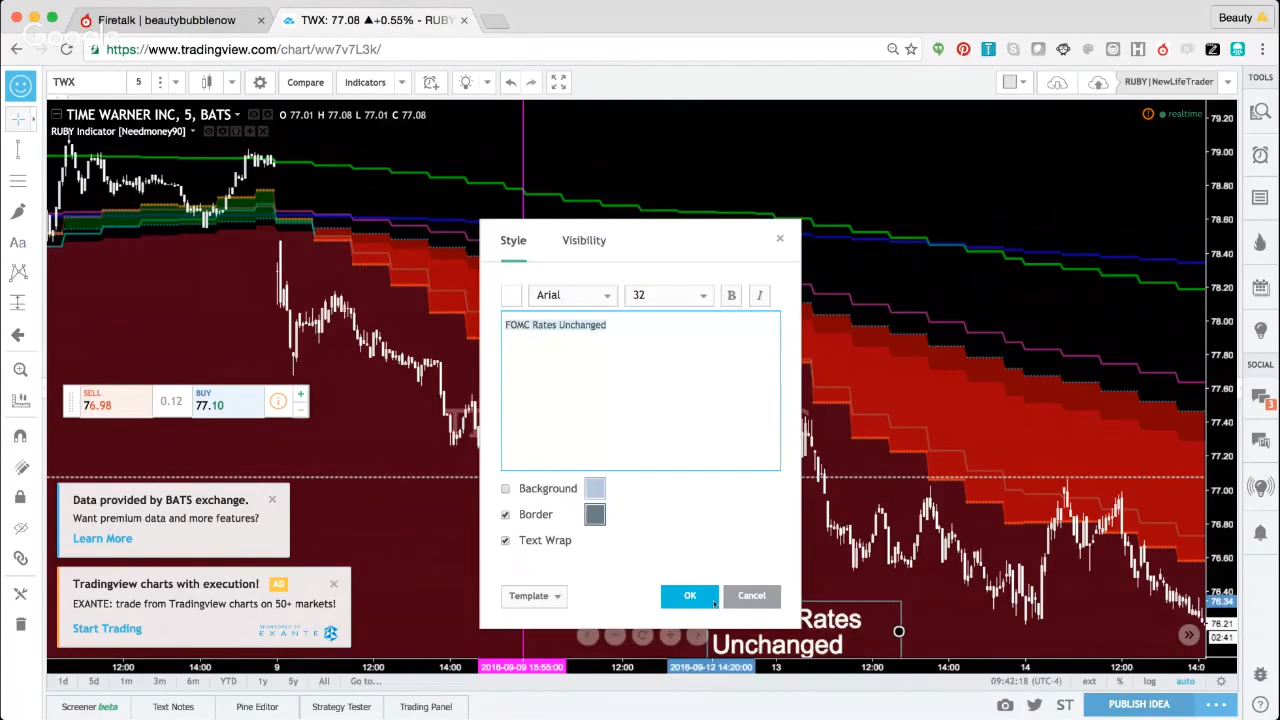 Firetalk | beautybubblenow
TWX: 77.08 ▲+0.55% - RUBY
Beauty
Google
https://www.tradingview.com/chart/ww7v7L3k/
TWX
5
Compare
Indicators
RUBY|NewLifeTrader
TOOLS
TIME WARNER INC, 5, BATS
O 77.01 H 77.08 L 77.01 C 77.08
realtime
RUBY Indicator [Needmoney90]
79.20
79.00
78.80
78.60
78.40
78.20
78.00
77.80
77.60
77.40
77.20
77.00
76.80
76.60
76.34
76.21
02:41
SOCIAL
3
Aa
Style
Visibility
Arial
32
B
I
FOMC Rates Unchanged
Background
Border
Text Wrap
Template
OK
Cancel
SELL
76.98
0.12
BUY
77.10
Data provided by BATS exchange.
Want premium data and more features?
Learn More
Tradingview charts with execution! AD
EXANTE: trade from Tradingview charts on 50+ markets!
Start Trading
SPONSORED BY
EXANTE
Rates
Unchanged
12:00
14:00
9
12:00
14:00
2016-09-09 15:55:00
12:00
2016-09-12 14:20:00
13
12:00
14:00
14
12:00
14:0
1d
5d
1m
3m
6m
YTD
1y
5y
All
Go to...
09:42:18 (UTC-4)
ext
%
log
auto
Screener beta
Text Notes
Pine Editor
Strategy Tester
Trading Panel
ST
PUBLISH IDEA